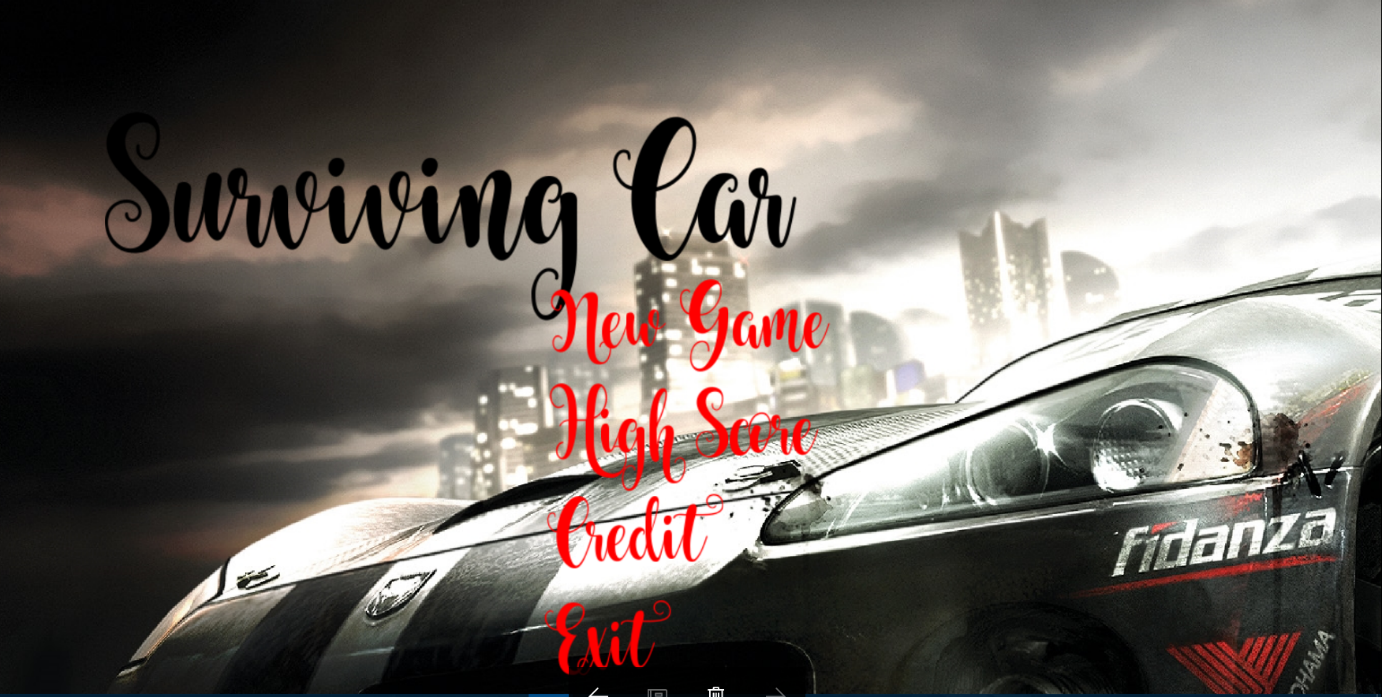 Surviving Car
New Game
High Score
Credit
Exit
fidanza